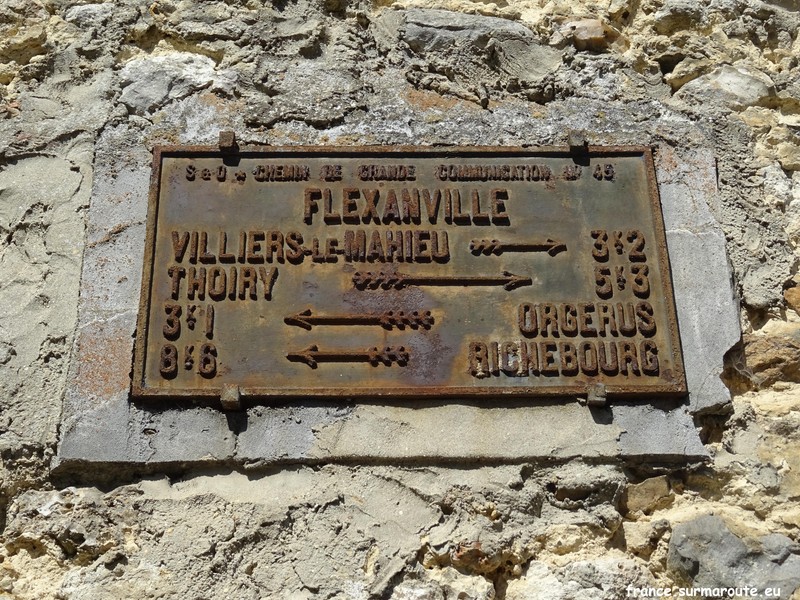 S & O CHEMIN DE GRANDE COMMUNICATION Nº 45
FLEXANVILLE
VILLIERS-LE-MAHIEU 3K2
THOIRY 5K3
3K1 ORGERUS
8K6 RICHEBOURG
france.surmaroute.eu